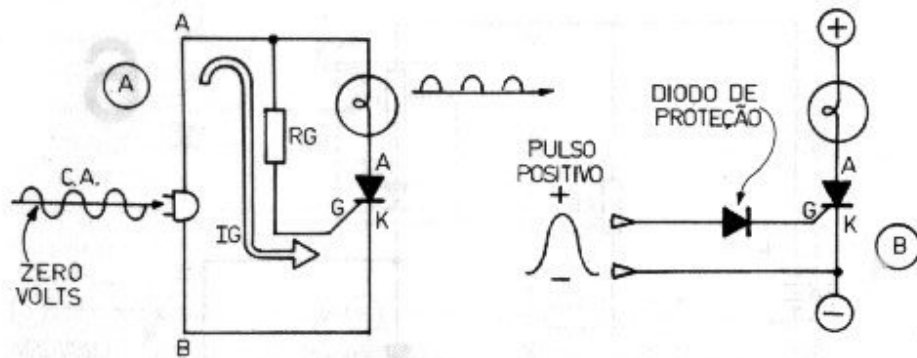 A
A
C.A.
ZERO
VOLTS
B
IG
RG
A
G
K
PULSO
POSITIVO
+
−
DIODO DE
PROTEÇÃO
+
A
G
K
−
B